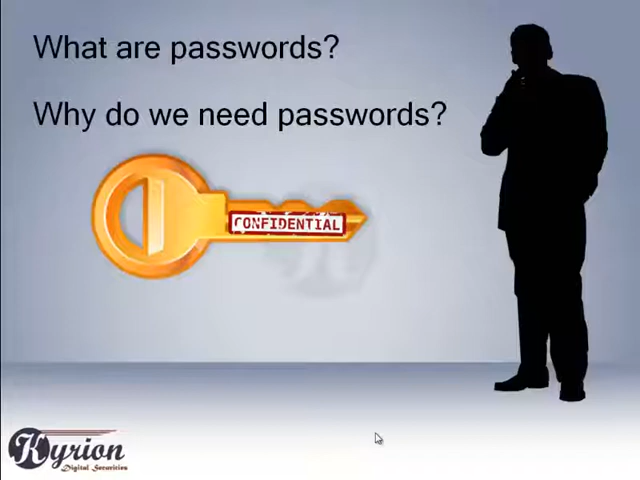 What are passwords?
Why do we need passwords?
CONFIDENTIAL
Kyrion
Digital Securities